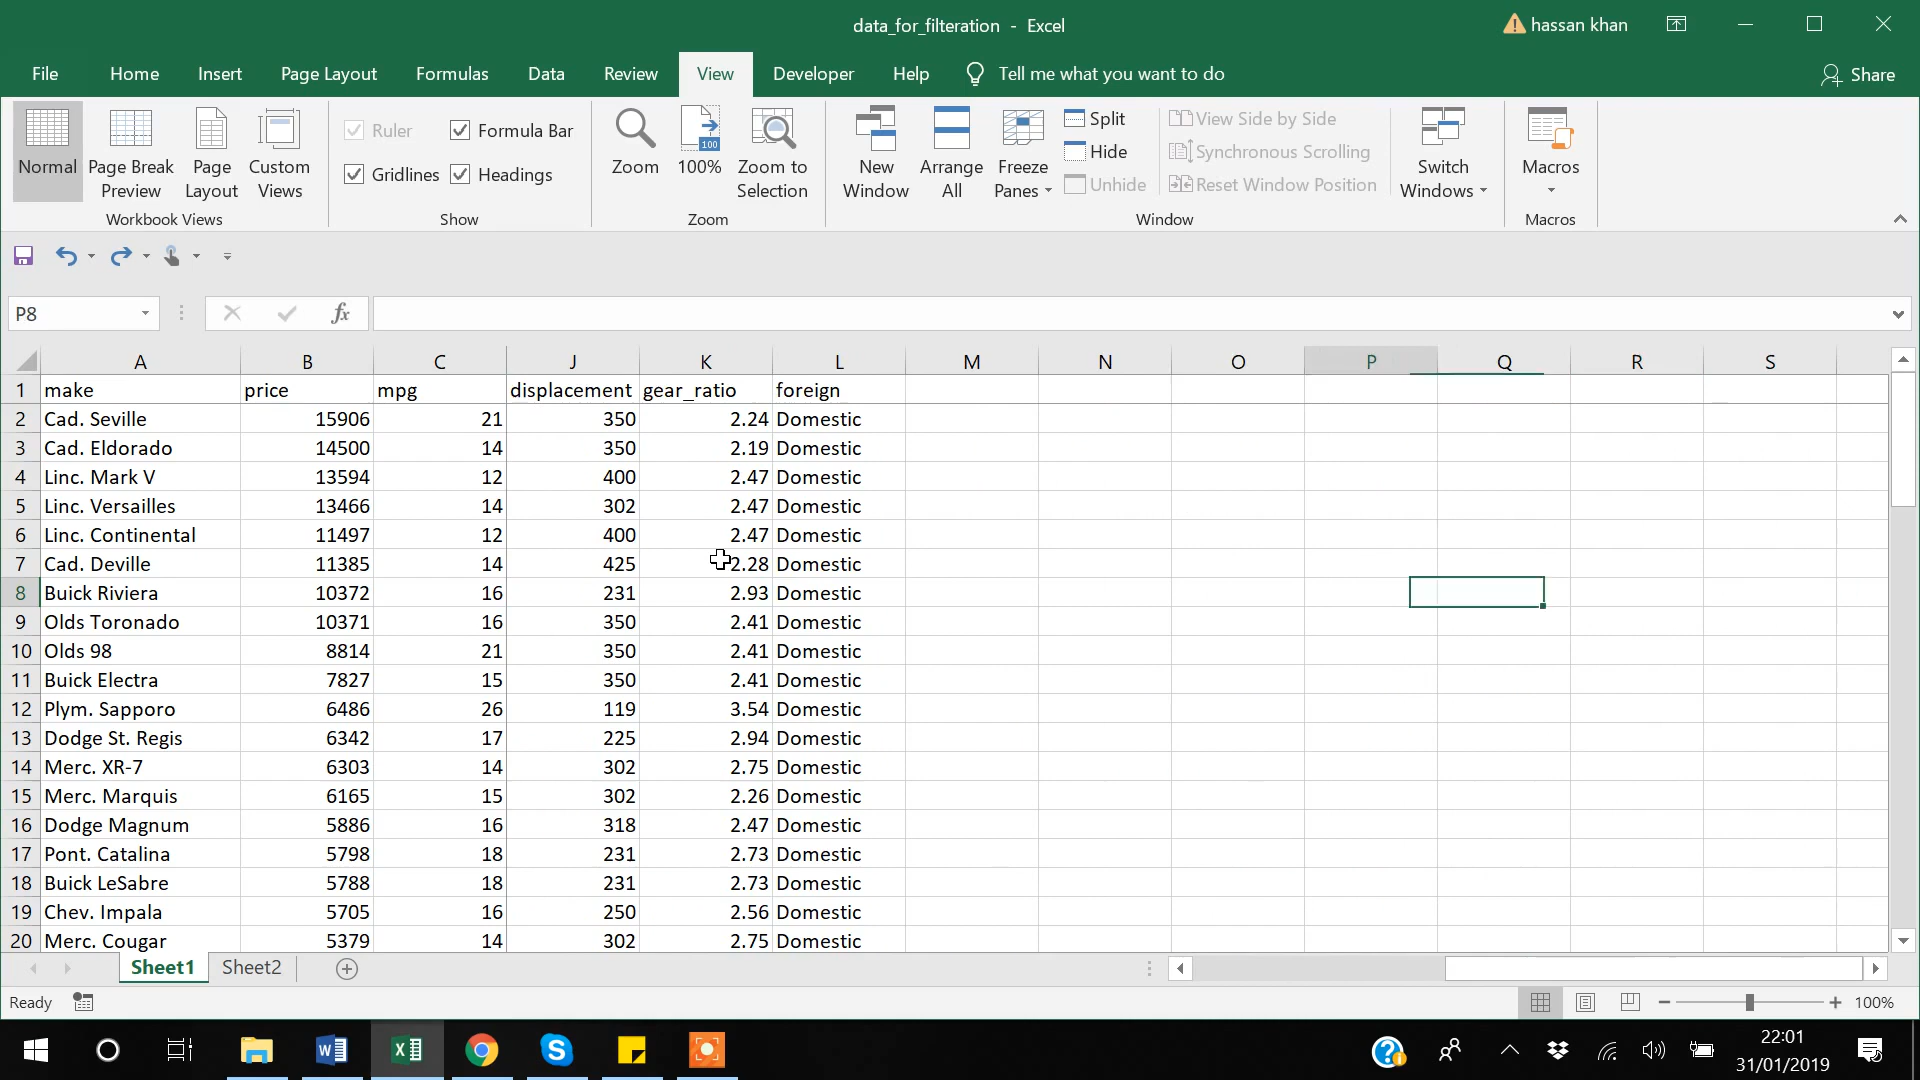 data_for_filteration - Excel
hassan khan
File Home Insert Page Layout Formulas Data Review View Developer Help Tell me what you want to do Share
Normal
Page Break
Preview
Page
Layout
Custom
Views
Workbook Views
Ruler
Formula Bar
Gridlines
Headings
Show
Zoom
100
100%
Zoom to
Selection
Zoom
New
Window
Arrange
All
Freeze
Panes
Split
Hide
Unhide
View Side by Side
Synchronous Scrolling
Reset Window Position
Window
Switch
Windows
Macros
Macros
P8
fx
A B C J K L M N O P Q R S
1 make price mpg displacement gear_ratio foreign
2 Cad. Seville 15906 21 350 2.24 Domestic
3 Cad. Eldorado 14500 14 350 2.19 Domestic
4 Linc. Mark V 13594 12 400 2.47 Domestic
5 Linc. Versailles 13466 14 302 2.47 Domestic
6 Linc. Continental 11497 12 400 2.47 Domestic
7 Cad. Deville 11385 14 425 2.28 Domestic
8 Buick Riviera 10372 16 231 2.93 Domestic
9 Olds Toronado 10371 16 350 2.41 Domestic
10 Olds 98 8814 21 350 2.41 Domestic
11 Buick Electra 7827 15 350 2.41 Domestic
12 Plym. Sapporo 6486 26 119 3.54 Domestic
13 Dodge St. Regis 6342 17 225 2.94 Domestic
14 Merc. XR-7 6303 14 302 2.75 Domestic
15 Merc. Marquis 6165 15 302 2.26 Domestic
16 Dodge Magnum 5886 16 318 2.47 Domestic
17 Pont. Catalina 5798 18 231 2.73 Domestic
18 Buick LeSabre 5788 18 231 2.73 Domestic
19 Chev. Impala 5705 16 250 2.56 Domestic
20 Merc. Cougar 5379 14 302 2.75 Domestic
Sheet1 Sheet2
Ready
100%
22:01
31/01/2019